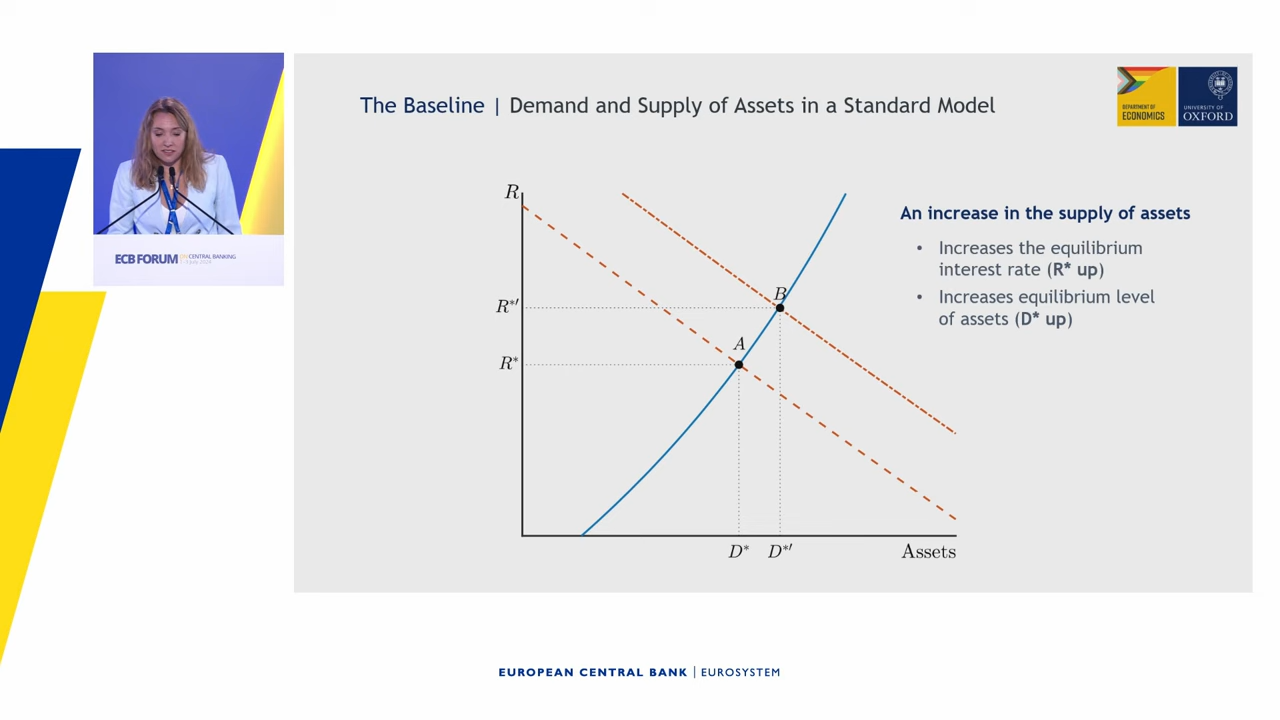 The Baseline | Demand and Supply of Assets in a Standard Model
DEPARTMENT OF
ECONOMICS
UNIVERSITY OF
OXFORD
ECB FORUM ON CENTRAL BANKING
R
R*′
R*
A
B
D* D*′ Assets
An increase in the supply of assets
• Increases the equilibrium
interest rate (R* up)
• Increases equilibrium level
of assets (D* up)
EUROPEAN CENTRAL BANK | EUROSYSTEM